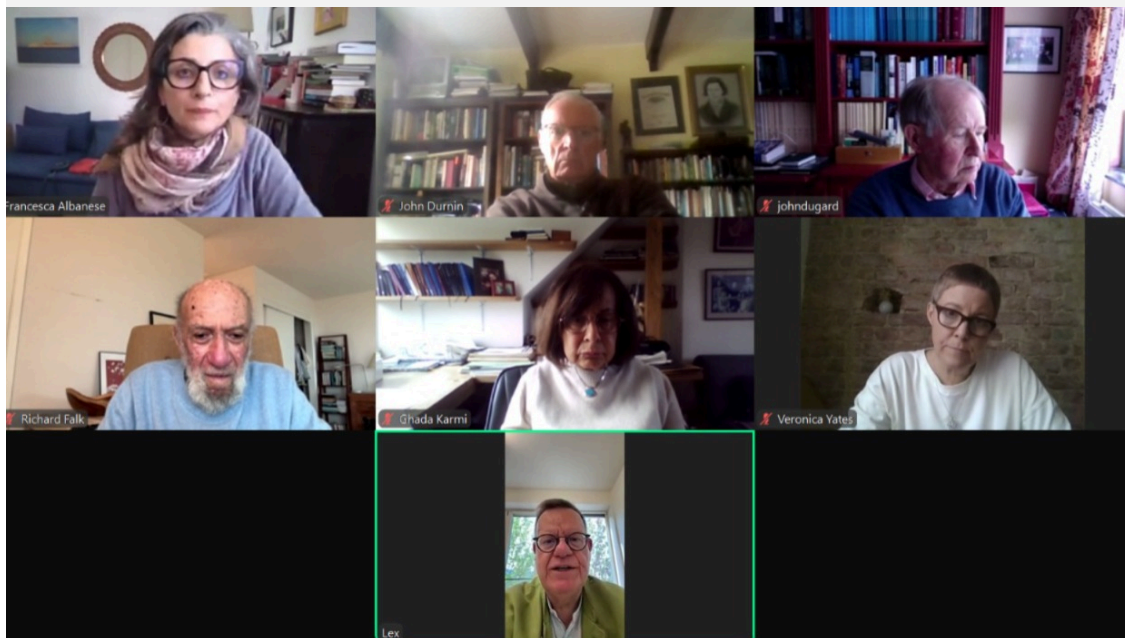 Francesca Albanese
John Durnin
johndugard
Richard Falk
Ghada Karmi
Veronica Yates
Lex